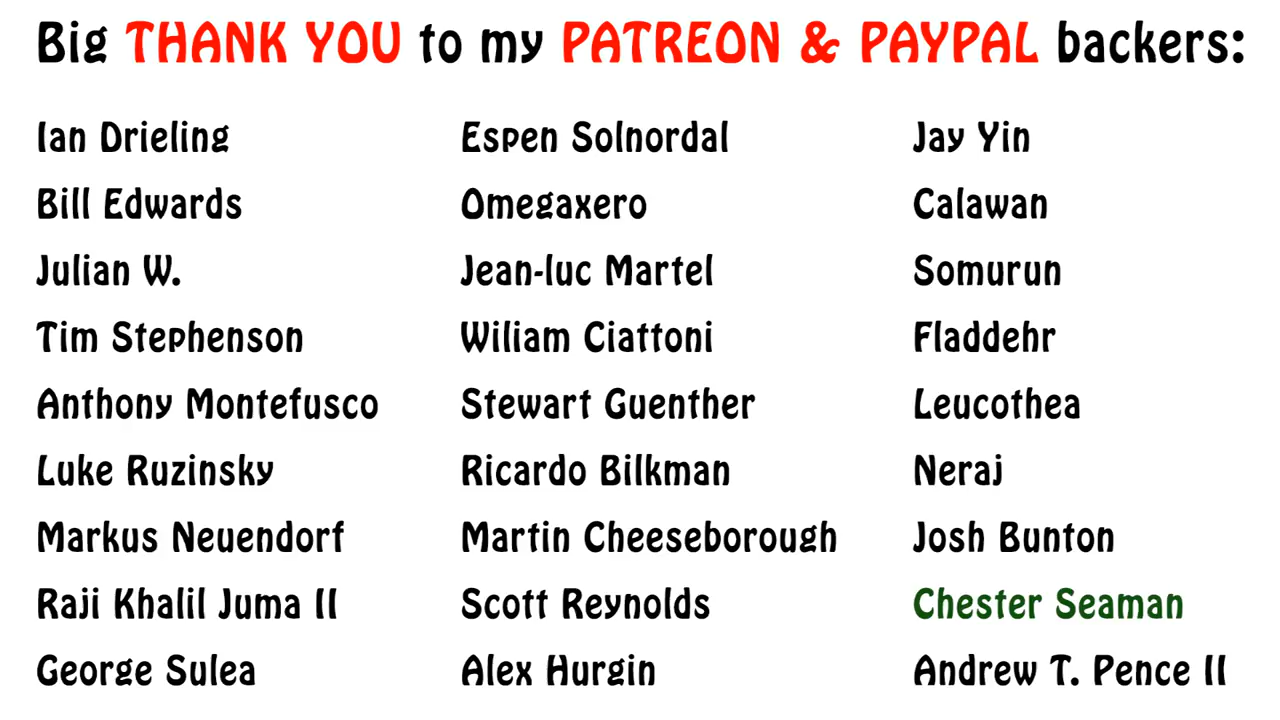 Big THANK YOU to my PATREON & PAYPAL backers:
Ian Drieling
Bill Edwards
Julian W.
Tim Stephenson
Anthony Montefusco
Luke Ruzinsky
Markus Neuendorf
Raji Khalil Juma II
George Sulea
Espen Solnordal
Omegaxero
Jean-luc Martel
Wiliam Ciattoni
Stewart Guenther
Ricardo Bilkman
Martin Cheeseborough
Scott Reynolds
Alex Hurgin
Jay Yin
Calawan
Somurun
Fladdehr
Leucothea
Neraj
Josh Bunton
Chester Seaman
Andrew T. Pence II